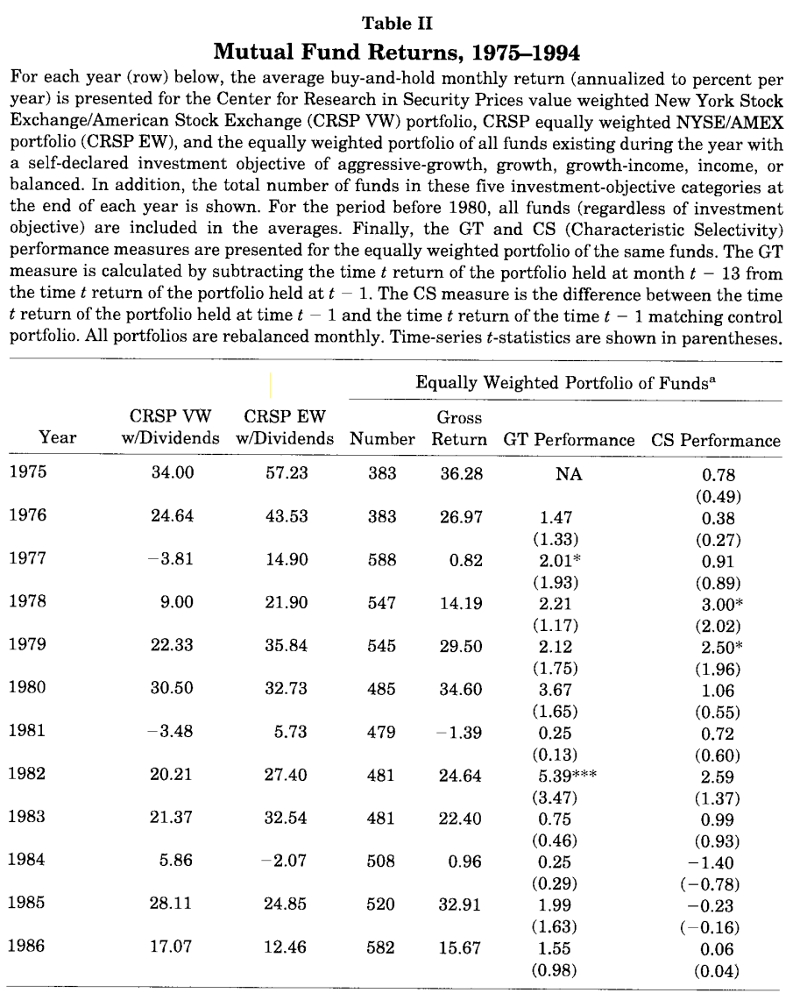 Table II
Mutual Fund Returns, 1975–1994
For each year (row) below, the average buy-and-hold monthly return (annualized to percent per
year) is presented for the Center for Research in Security Prices value weighted New York Stock
Exchange/American Stock Exchange (CRSP VW) portfolio, CRSP equally weighted NYSE/AMEX
portfolio (CRSP EW), and the equally weighted portfolio of all funds existing during the year with
a self-declared investment objective of aggressive-growth, growth, growth-income, income, or
balanced. In addition, the total number of funds in these five investment-objective categories at
the end of each year is shown. For the period before 1980, all funds (regardless of investment
objective) are included in the averages. Finally, the GT and CS (Characteristic Selectivity)
performance measures are presented for the equally weighted portfolio of the same funds. The GT
measure is calculated by subtracting the time t return of the portfolio held at month t − 13 from
the time t return of the portfolio held at t − 1. The CS measure is the difference between the time
t return of the portfolio held at time t − 1 and the time t return of the time t − 1 matching control
portfolio. All portfolios are rebalanced monthly. Time-series t-statistics are shown in parentheses.
Equally Weighted Portfolio of Fundsᵃ
CRSP VW CRSP EW Gross
Year w/Dividends w/Dividends Number Return GT Performance CS Performance
1975 34.00 57.23 383 36.28 NA 0.78
(0.49)
1976 24.64 43.53 383 26.97 1.47 0.38
(1.33) (0.27)
1977 −3.81 14.90 588 0.82 2.01* 0.91
(1.93) (0.89)
1978 9.00 21.90 547 14.19 2.21 3.00*
(1.17) (2.02)
1979 22.33 35.84 545 29.50 2.12 2.50*
(1.75) (1.96)
1980 30.50 32.73 485 34.60 3.67 1.06
(1.65) (0.55)
1981 −3.48 5.73 479 −1.39 0.25 0.72
(0.13) (0.60)
1982 20.21 27.40 481 24.64 5.39*** 2.59
(3.47) (1.37)
1983 21.37 32.54 481 22.40 0.75 0.99
(0.46) (0.93)
1984 5.86 −2.07 508 0.96 0.25 −1.40
(0.29) (−0.78)
1985 28.11 24.85 520 32.91 1.99 −0.23
(1.63) (−0.16)
1986 17.07 12.46 582 15.67 1.55 0.06
(0.98) (0.04)